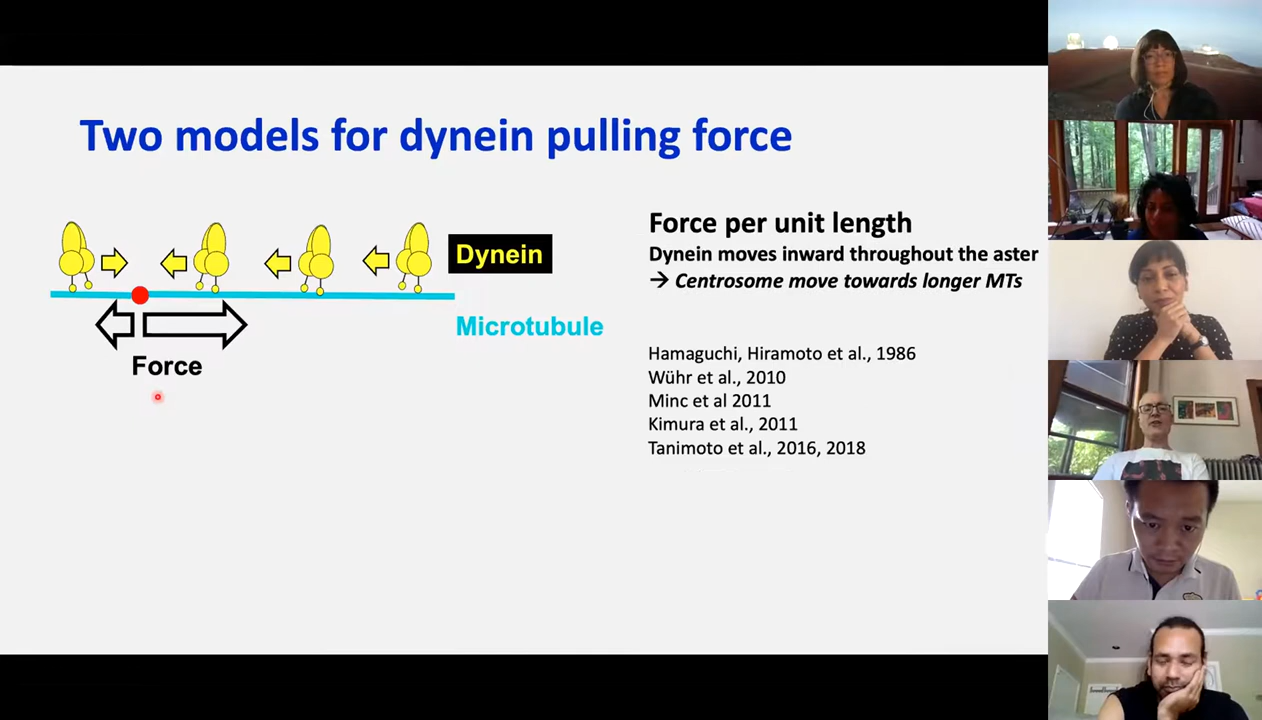 Two models for dynein pulling force
Dynein
Microtubule
Force
Force per unit length
Dynein moves inward throughout the aster
→ Centrosome move towards longer MTs
Hamaguchi, Hiramoto et al., 1986
Wühr et al., 2010
Minc et al 2011
Kimura et al., 2011
Tanimoto et al., 2016, 2018